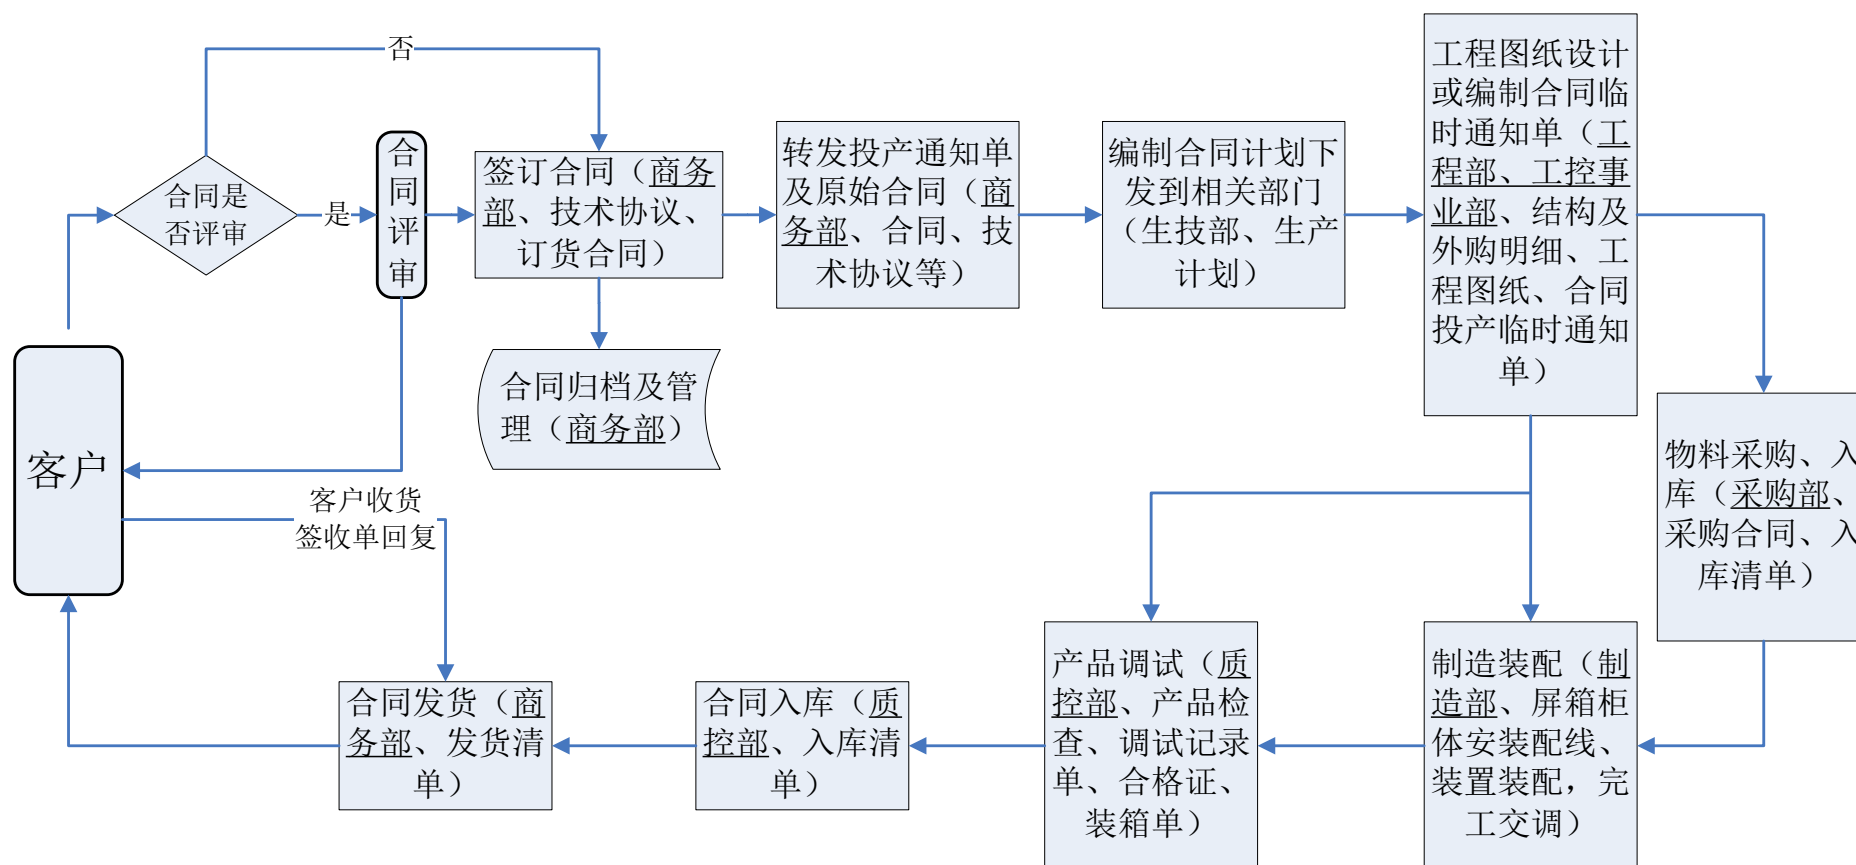 否
合同是
否评审
是
合
同
评
审
签订合同（商务
部、技术协议、
订货合同）
转发投产通知单
及原始合同（商
务部、合同、技
术协议等）
编制合同计划下
发到相关部门
（生技部、生产
计划）
工程图纸设计
或编制合同临
时通知单（工
程部、工控事
业部、结构及
外购明细、工
程图纸、合同
投产临时通知
单）
合同归档及管
理（商务部）
客户
客户收货
签收单回复
物料采购、入
库（采购部、
采购合同、入
库清单）
合同发货（商
务部、发货清
单）
合同入库（质
控部、入库清
单）
产品调试（质
控部、产品检
查、调试记录
单、合格证、
装箱单）
制造装配（制
造部、屏箱柜
体安装配线、
装置装配，完
工交调）